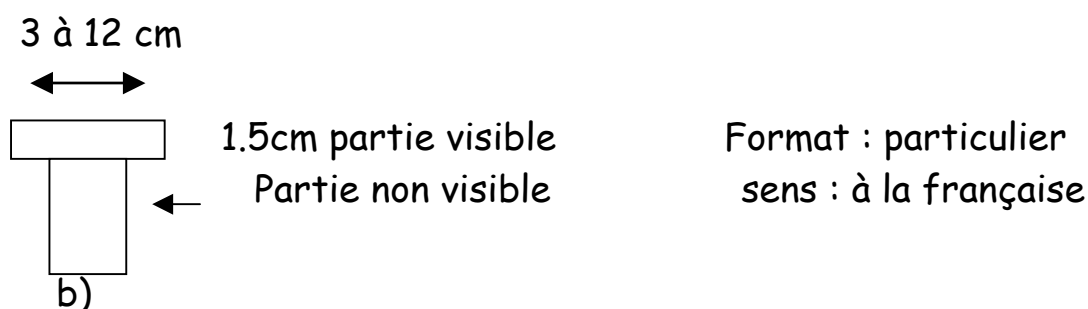 3 à 12 cm
1.5cm partie visible Format : particulier
Partie non visible sens : à la française
b)